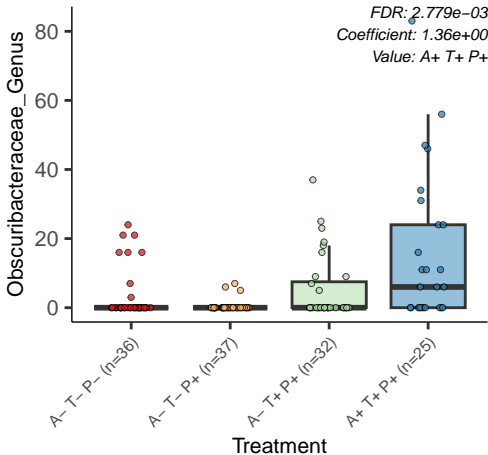 FDR: 2.779e−03
Coefficient: 1.36e+00
Value: A+ T+ P+
80
60
40
20
0
Obscuribacteraceae_Genus
A− T− P− (n=36)
A− T− P+ (n=37)
A− T+ P+ (n=32)
A+ T+ P+ (n=25)
Treatment